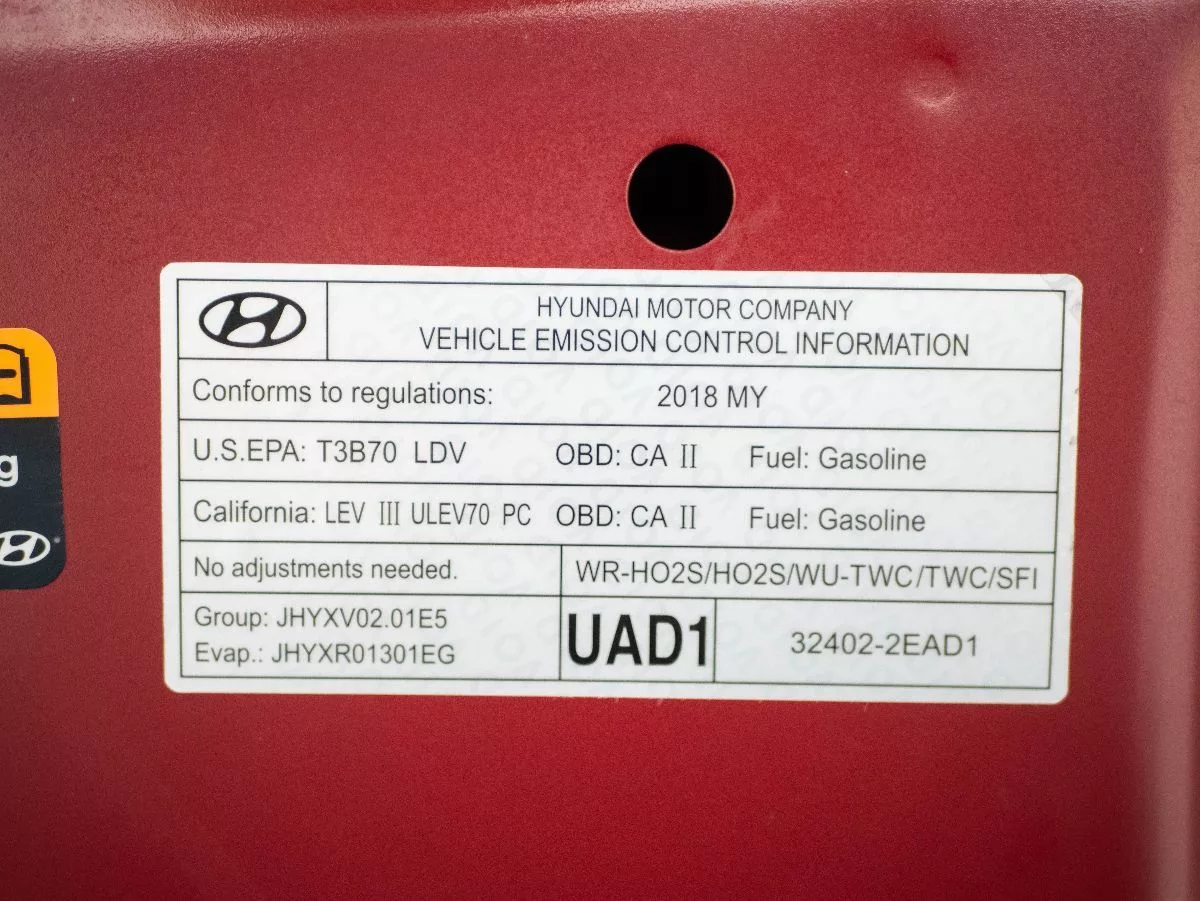 HYUNDAI MOTOR COMPANY
VEHICLE EMISSION CONTROL INFORMATION
Conforms to regulations: 2018 MY
U.S.EPA: T3B70 LDV OBD: CA II Fuel: Gasoline
California: LEV III ULEV70 PC OBD: CA II Fuel: Gasoline
No adjustments needed. WR-HO2S/HO2S/WU-TWC/TWC/SFI
Group: JHYXV02.01E5
Evap.: JHYXR01301EG
UAD1
32402-2EAD1
g